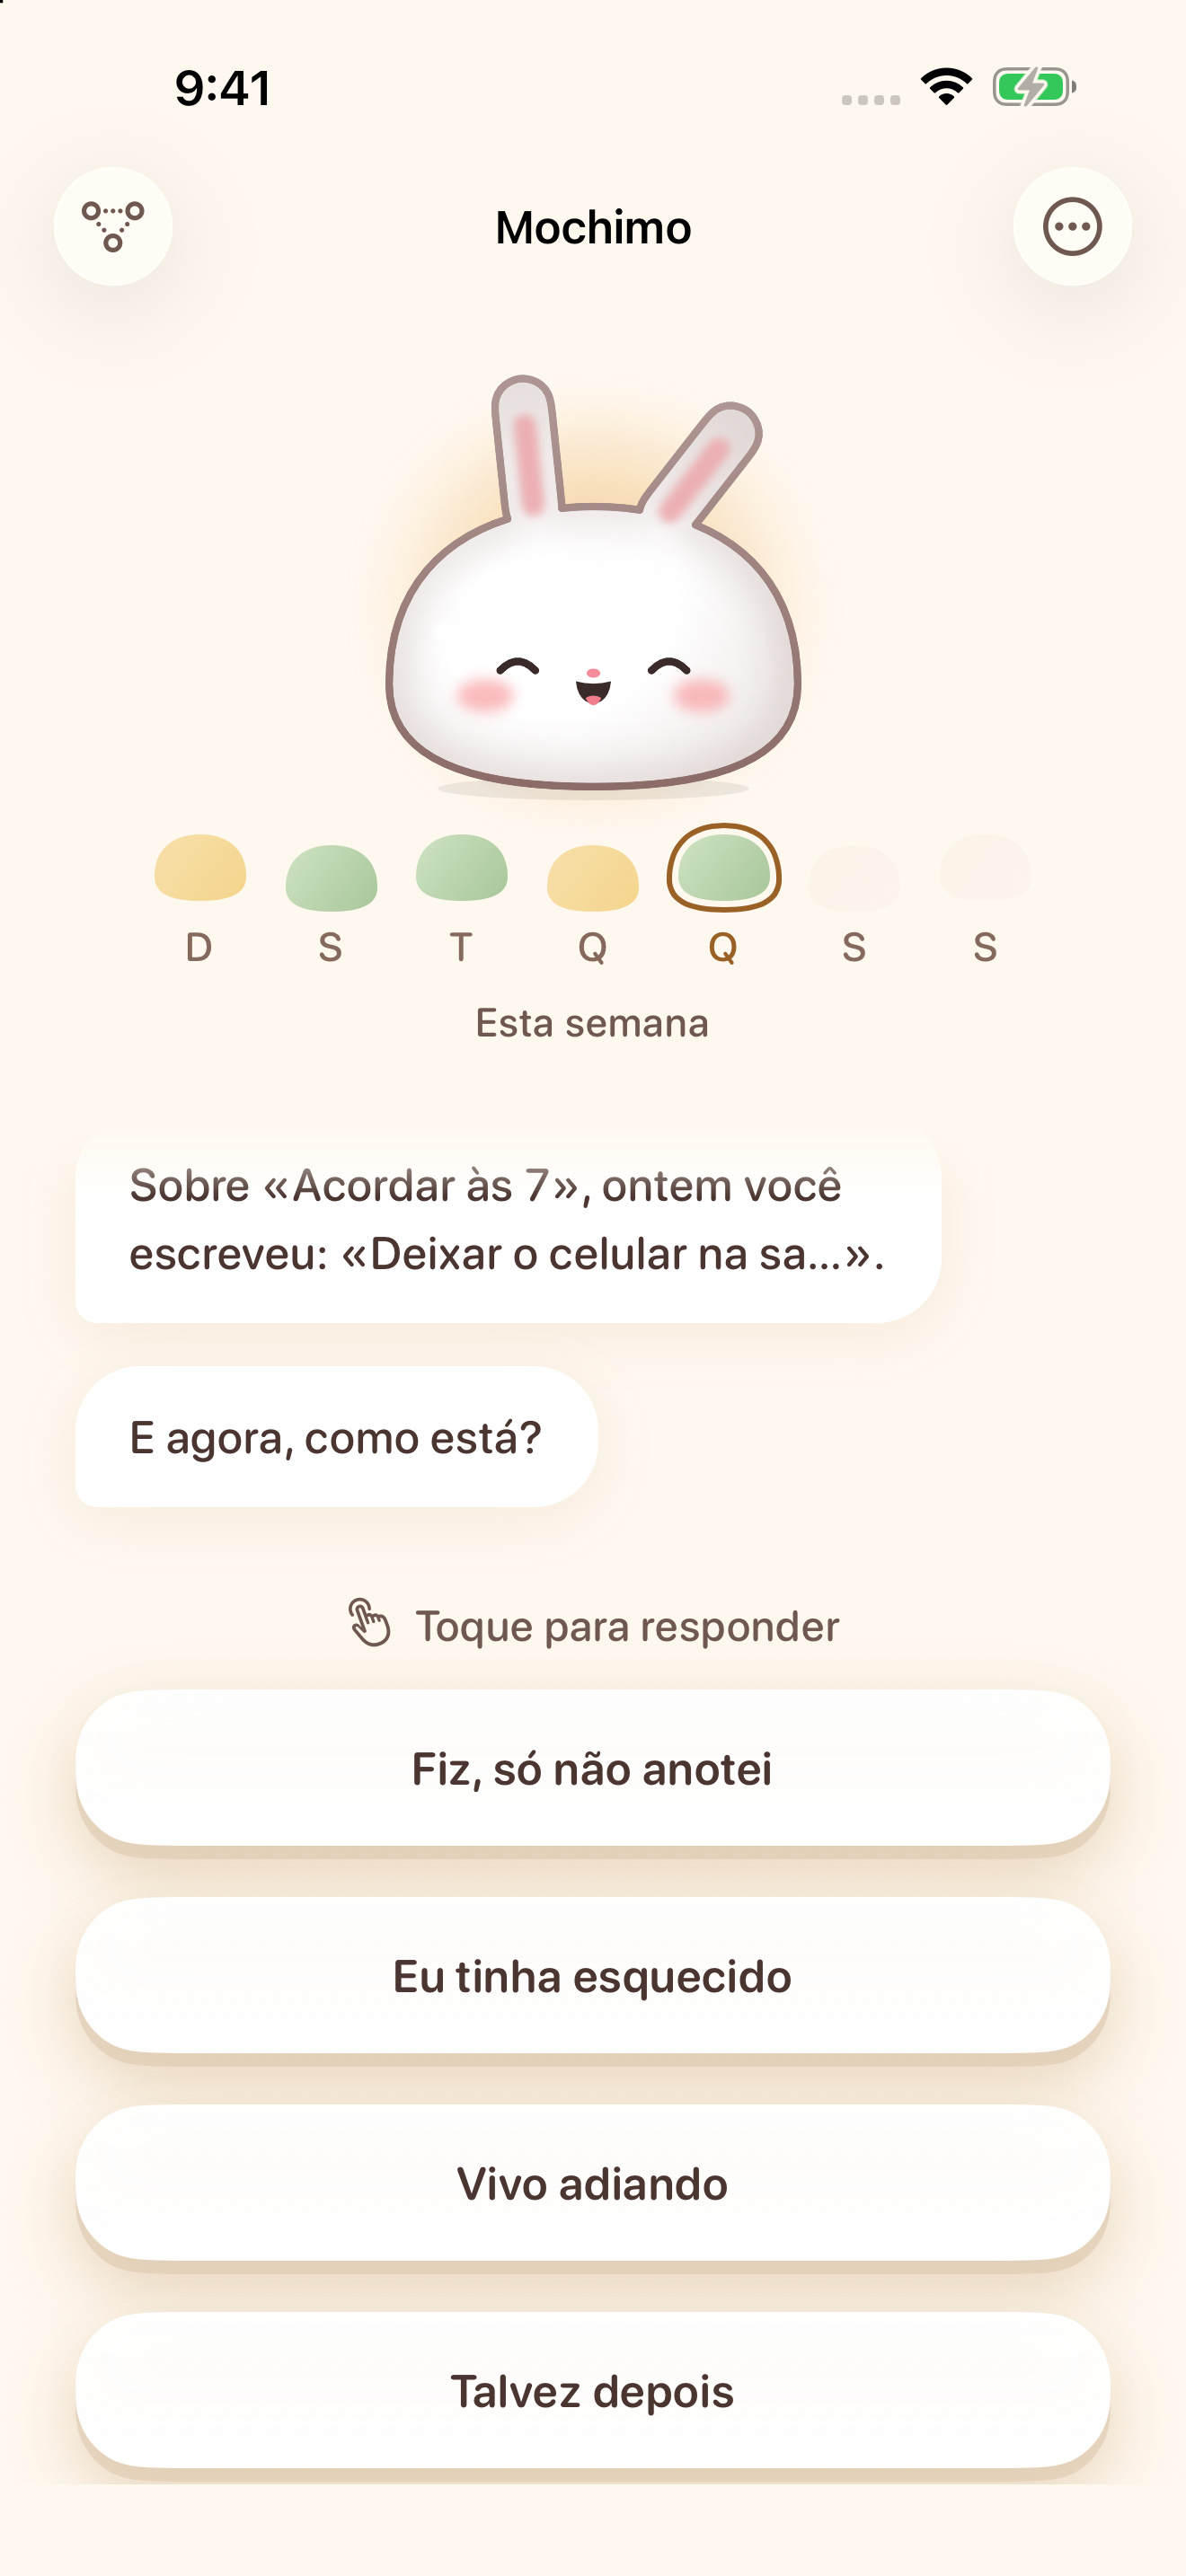 9:41
Mochimo
D S T Q Q S S
Esta semana
Sobre «Acordar às 7», ontem você
escreveu: «Deixar o celular na sa...».
E agora, como está?
Toque para responder
Fiz, só não anotei
Eu tinha esquecido
Vivo adiando
Talvez depois